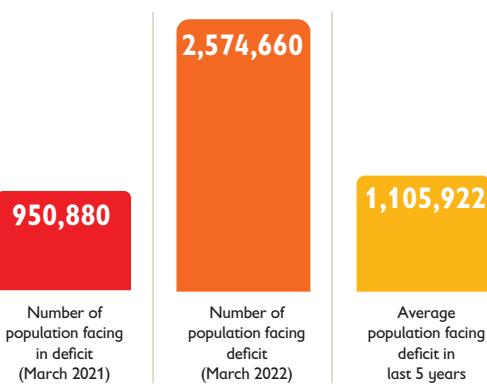 950,880
Number of
population facing
in deficit
(March 2021)
2,574,660
Number of
population facing
deficit
(March 2022)
1,105,922
Average
population facing
deficit in
last 5 years